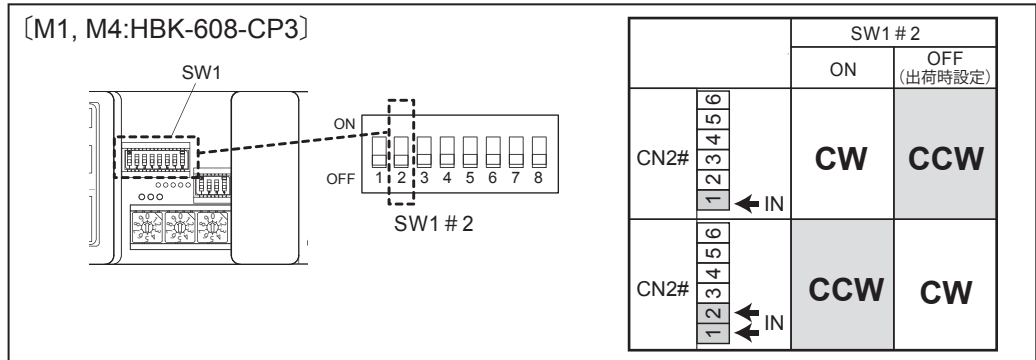 〔M1, M4:HBK-608-CP3〕
SW1
ON
OFF
1 2 3 4 5 6 7 8
SW1＃2
SW1＃2
ON
OFF
(出荷時設定)
CN2#
6
5
4
3
2
1
IN
CW
CCW
CN2#
6
5
4
3
2
1
IN
CCW
CW